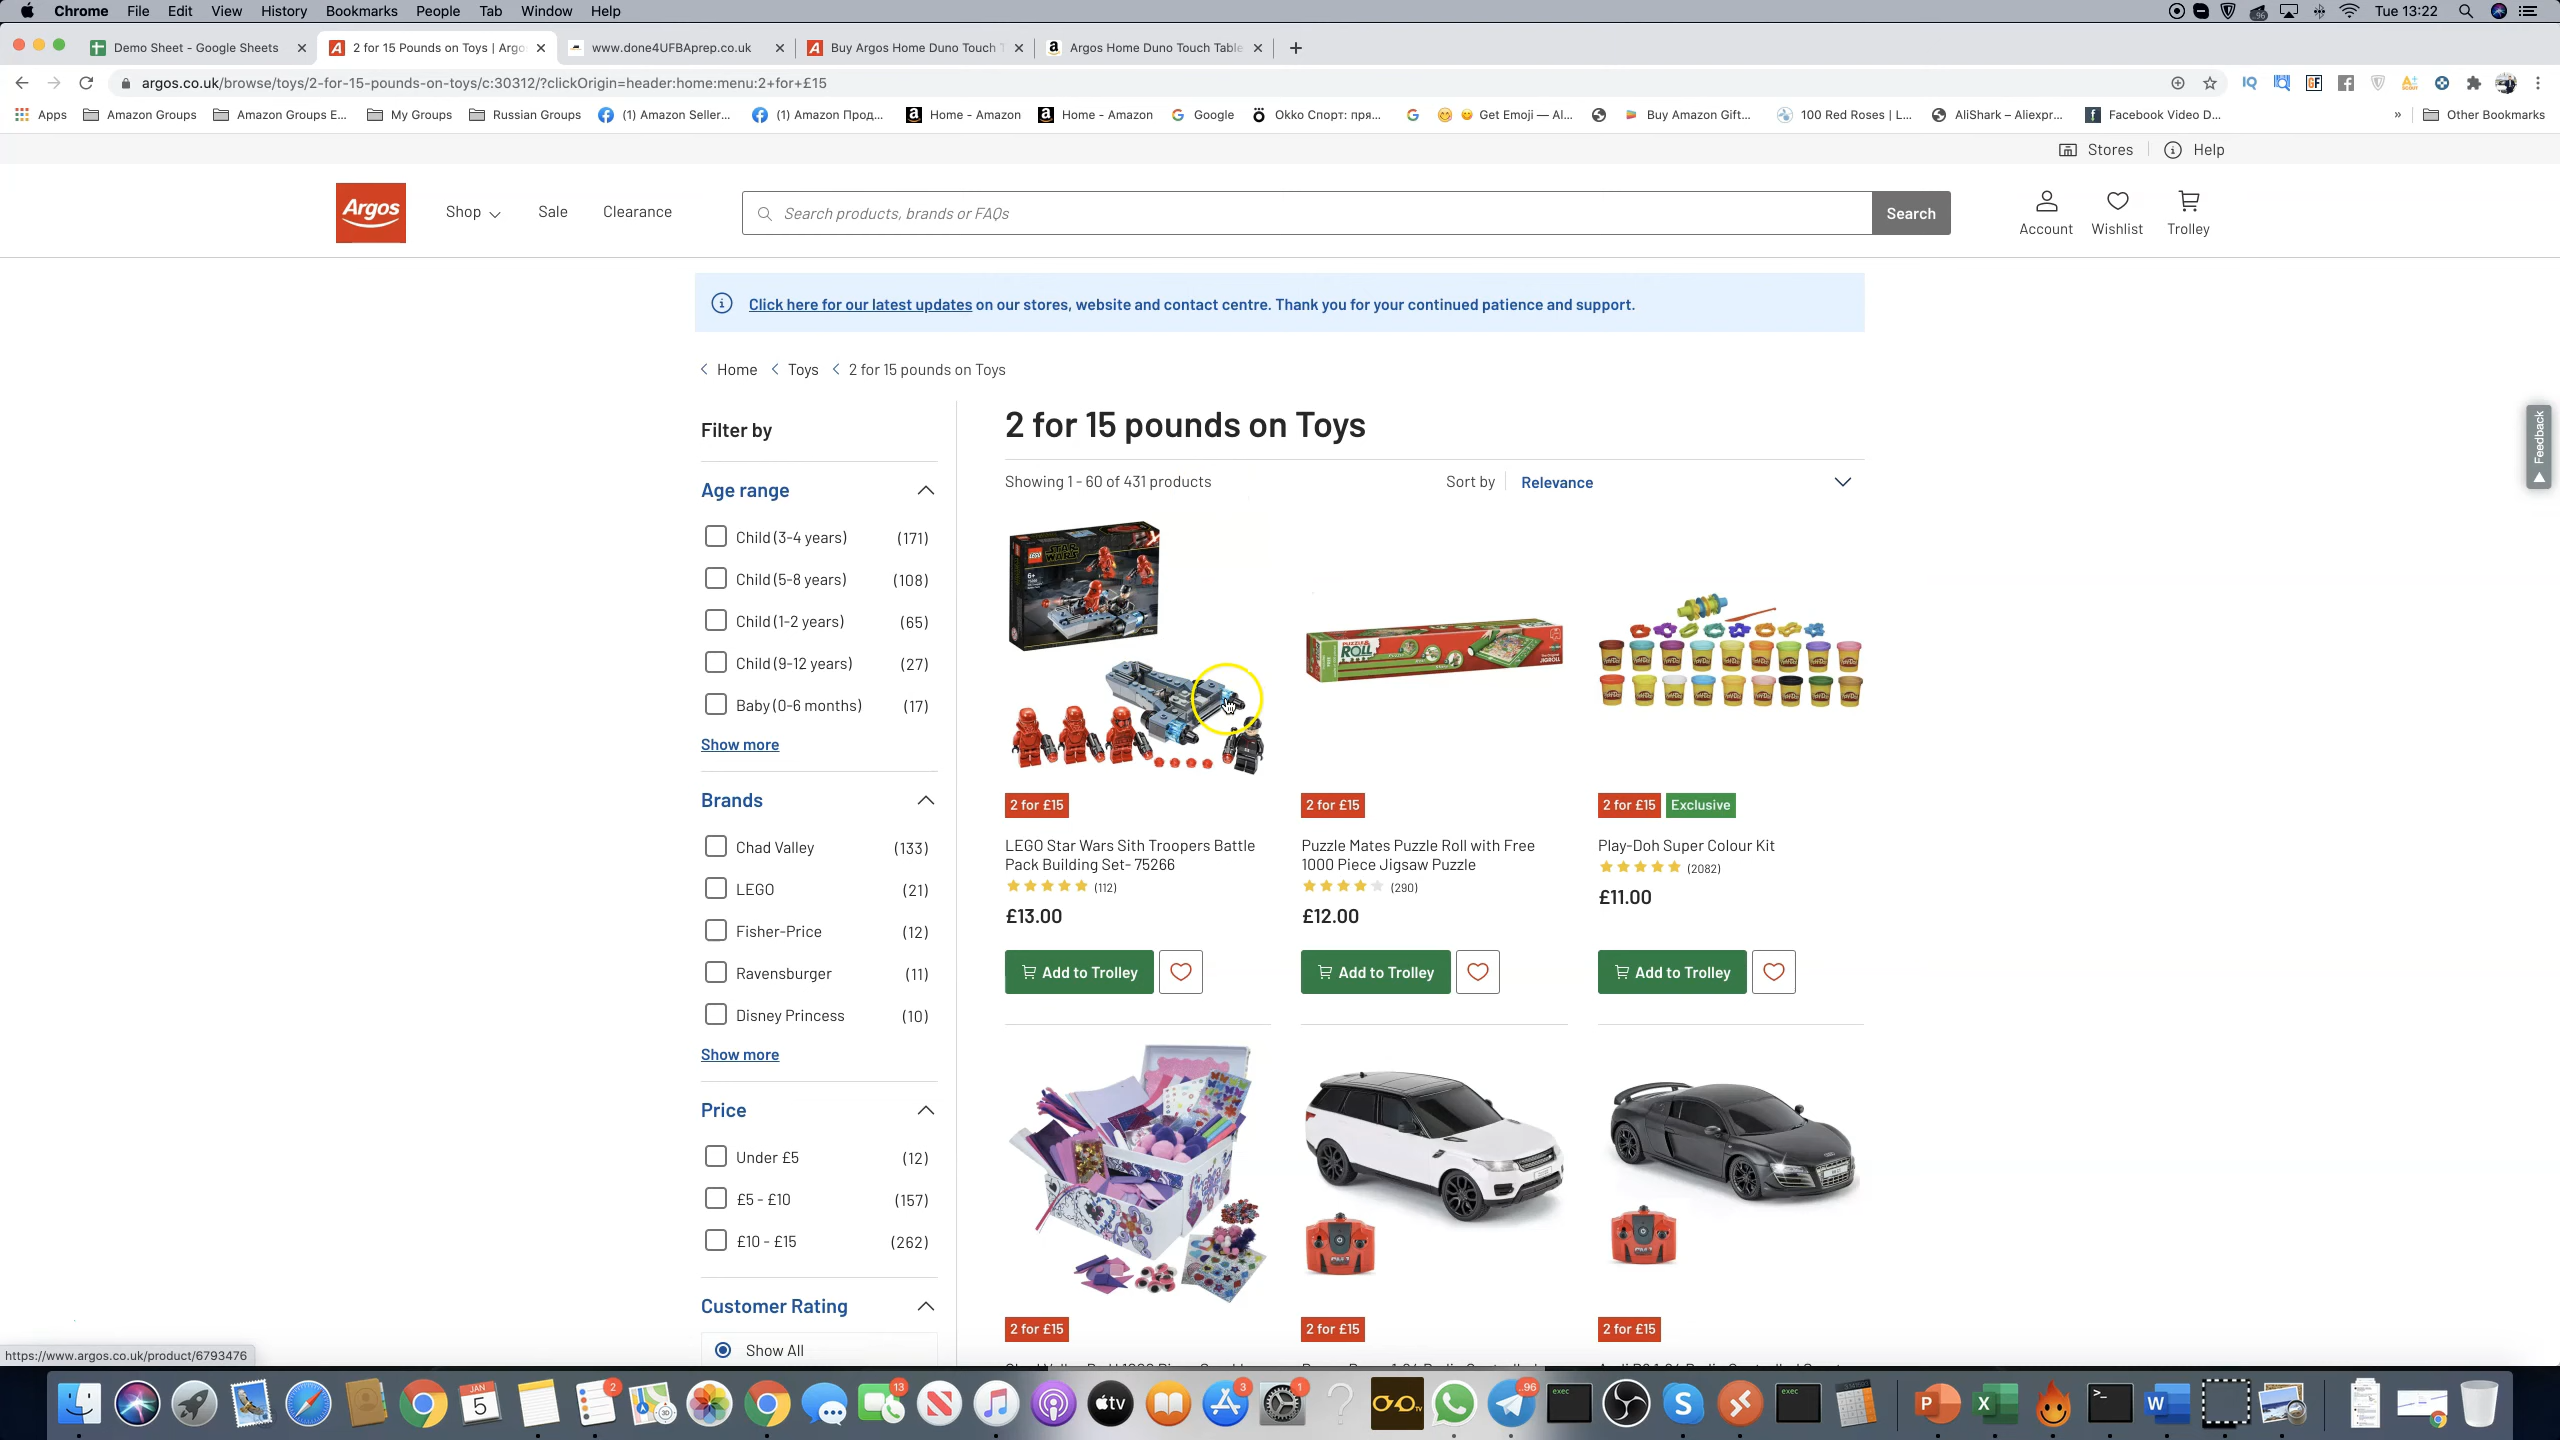 Chrome File Edit View History Bookmarks People Tab Window Help
Tue 13:22
Demo Sheet - Google Sheets
2 for 15 Pounds on Toys | Argo
www.done4UFBAprep.co.uk
Buy Argos Home Duno Touch T
Argos Home Duno Touch Table
argos.co.uk/browse/toys/2-for-15-pounds-on-toys/c:30312/?clickOrigin=header:home:menu:2+for+£15
Apps Amazon Groups Amazon Groups E... My Groups Russian Groups (1) Amazon Seller... (1) Amazon Прод... Home - Amazon Home - Amazon Google Okko Спорт: пря... Get Emoji — Al... Buy Amazon Gift... 100 Red Roses | L... AliShark – Aliexpr... Facebook Video D... » Other Bookmarks
Stores Help
Argos Shop Sale Clearance
Search products, brands or FAQs
Search
Account Wishlist Trolley
Click here for our latest updates on our stores, website and contact centre. Thank you for your continued patience and support.
Home Toys 2 for 15 pounds on Toys
Feedback
Filter by
Age range
Child (3-4 years) (171)
Child (5-8 years) (108)
Child (1-2 years) (65)
Child (9-12 years) (27)
Baby (0-6 months) (17)
Show more
Brands
Chad Valley (133)
LEGO (21)
Fisher-Price (12)
Ravensburger (11)
Disney Princess (10)
Show more
Price
Under £5 (12)
£5 - £10 (157)
£10 - £15 (262)
Customer Rating
Show All
2 for 15 pounds on Toys
Showing 1 - 60 of 431 products
Sort by Relevance
STAR WARS
PUZZLE & ROLL
JIGROLL
2 for £15
LEGO Star Wars Sith Troopers Battle
Pack Building Set- 75266
(112)
£13.00
Add to Trolley
2 for £15
Puzzle Mates Puzzle Roll with Free
1000 Piece Jigsaw Puzzle
(290)
£12.00
Add to Trolley
2 for £15 Exclusive
Play-Doh Super Colour Kit
(2082)
£11.00
Add to Trolley
2 for £15
2 for £15
2 for £15
https://www.argos.co.uk/product/6793476
JAN
5
2
13
tv
3
1
96
exec
exec